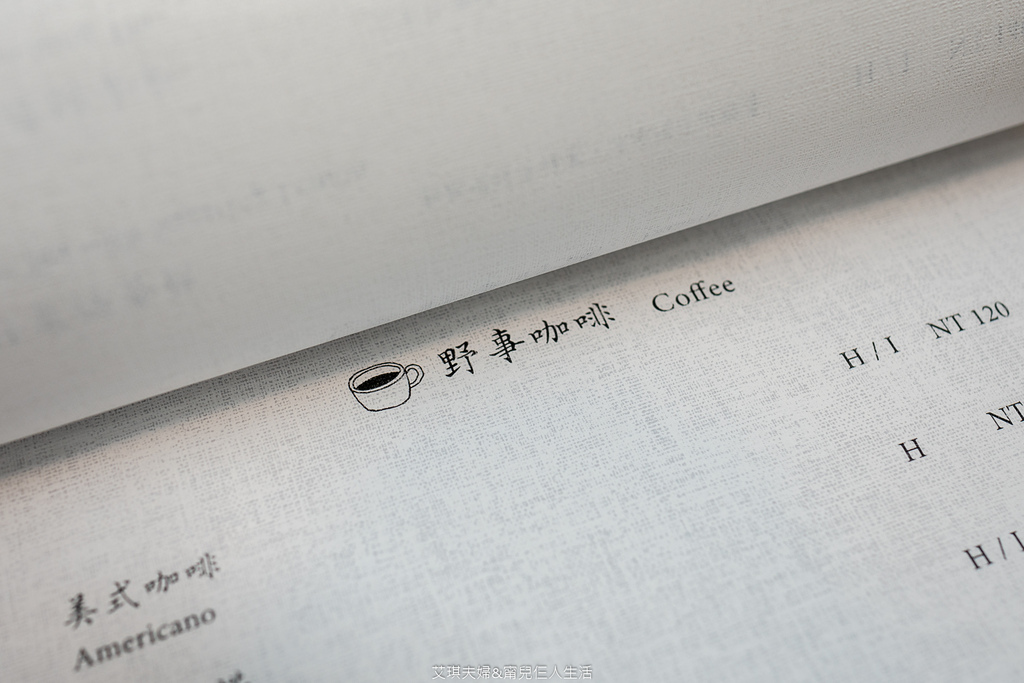 野事咖啡 Coffee
H / I NT 120
H NT
H / I
美式咖啡
Americano
艾琪夫婦&甯兒仨人生活